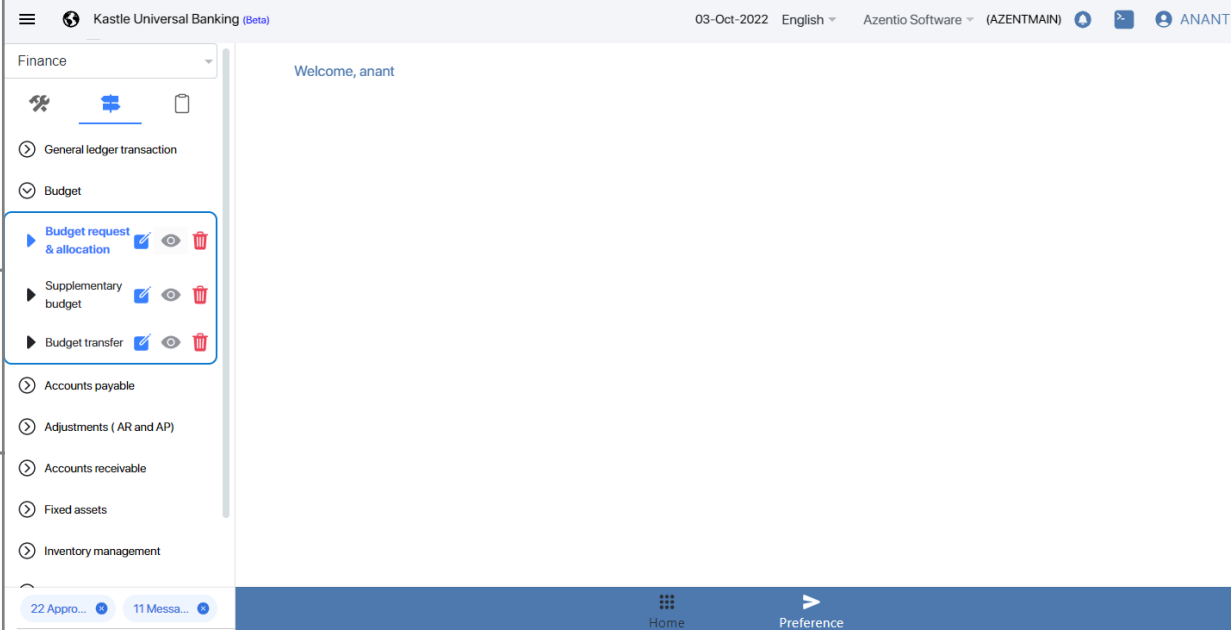 Kastle Universal Banking (Beta)
03-Oct-2022 English Azentio Software (AZENTMAIN) ANANT
Finance
Welcome, anant
General ledger transaction
Budget
Budget request
& allocation
Supplementary
budget
Budget transfer
Accounts payable
Adjustments ( AR and AP)
Accounts receivable
Fixed assets
Inventory management
22 Appro...
11 Messa...
Home
Preference